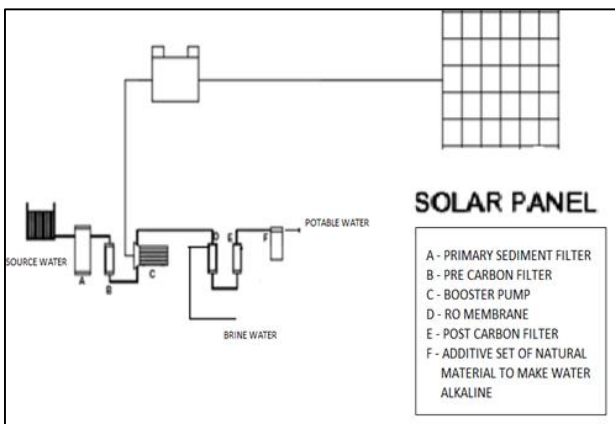 SOLAR PANEL
POTABLE WATER
D
E
F
SOURCE WATER
A
B
C
BRINE WATER
A - PRIMARY SEDIMENT FILTER
B - PRE CARBON FILTER
C - BOOSTER PUMP
D - RO MEMBRANE
E - POST CARBON FILTER
F - ADDITIVE SET OF NATURAL
MATERIAL TO MAKE WATER
ALKALINE